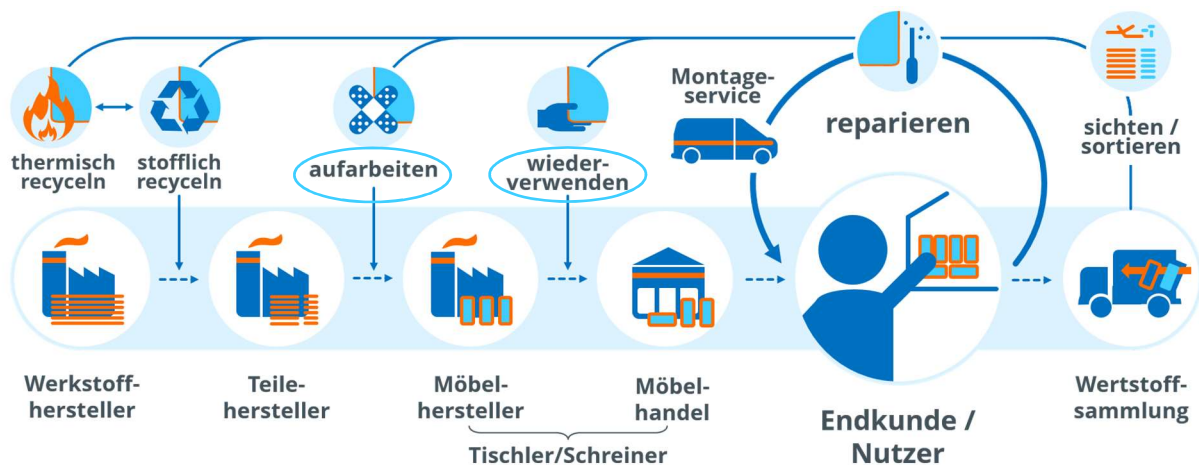 Montage-
service
reparieren
sichten /
sortieren
thermisch
recyceln
stofflich
recyceln
aufarbeiten
wieder-
verwenden
Werkstoff-
hersteller
Teile-
hersteller
Möbel-
hersteller
Möbel-
handel
Tischler/Schreiner
Endkunde /
Nutzer
Wertstoff-
sammlung